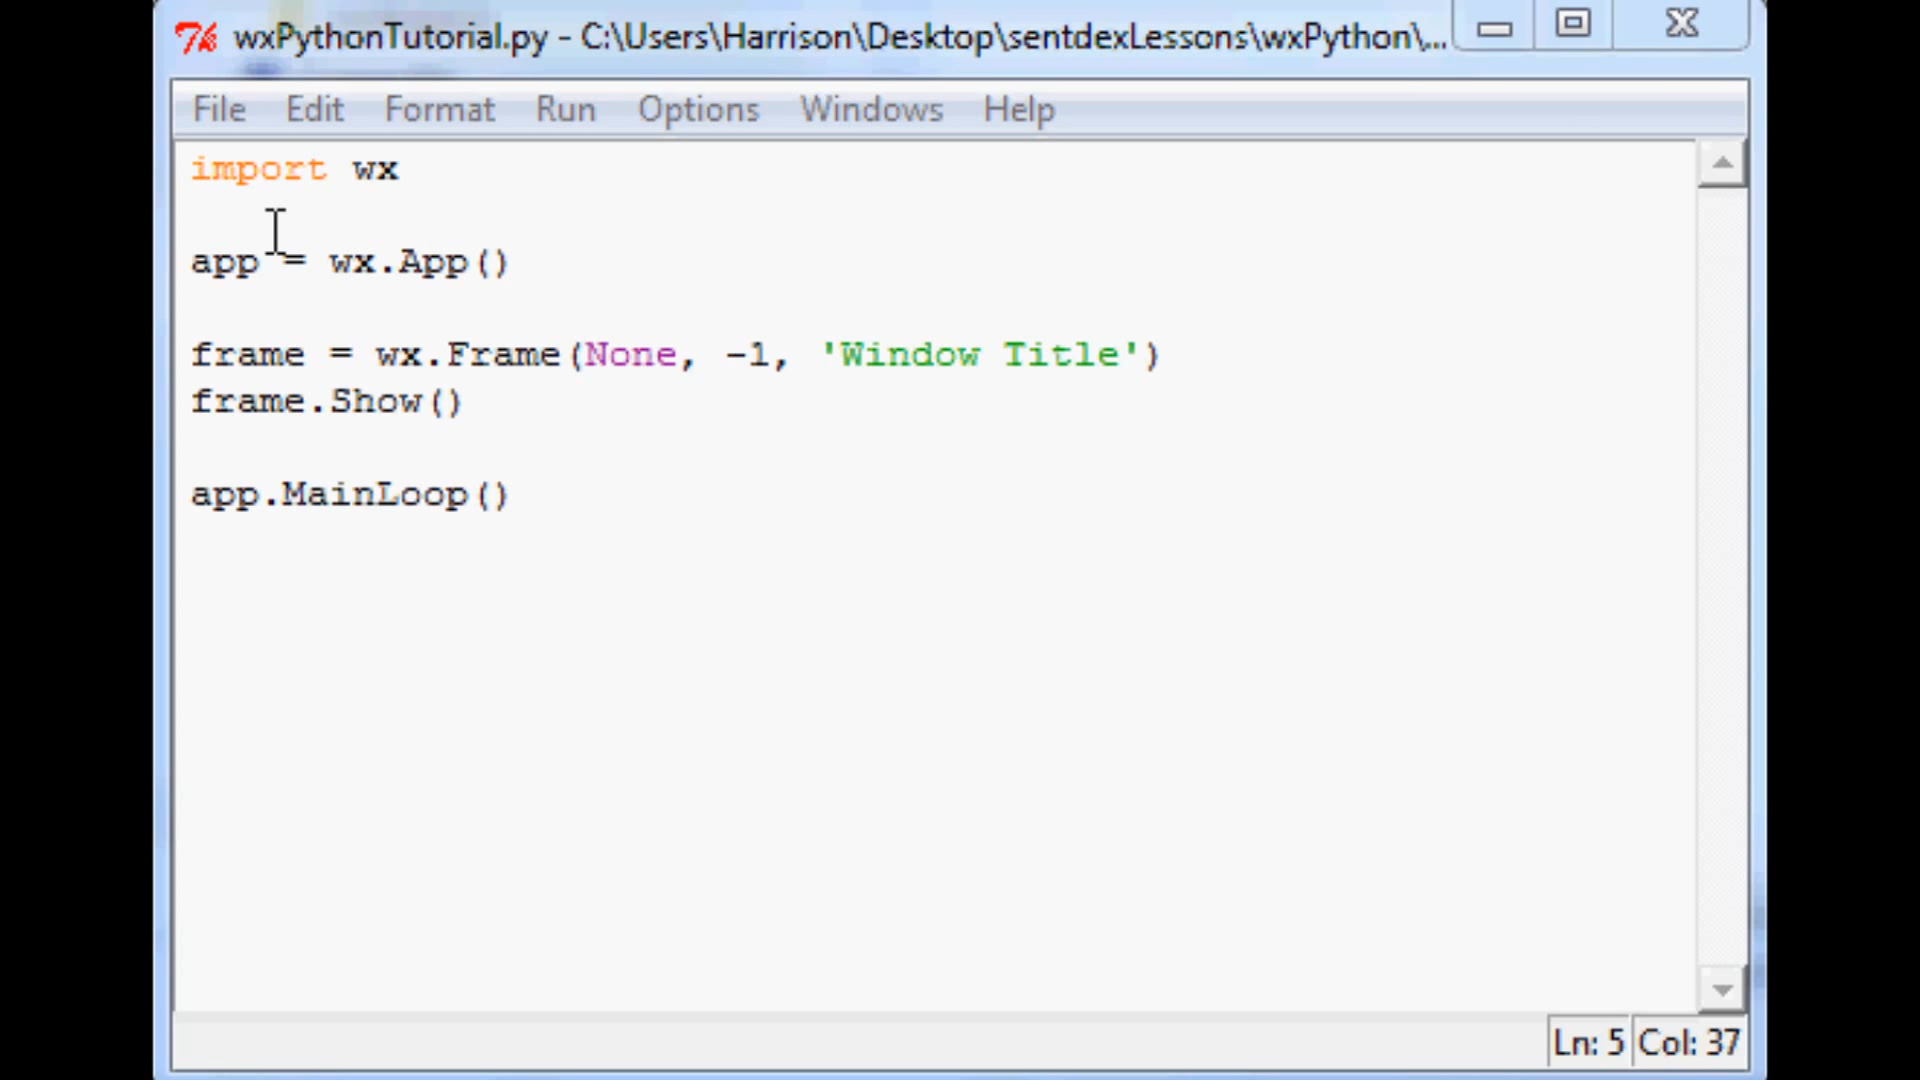 wxPythonTutorial.py - C:\Users\Harrison\Desktop\sentdexLessons\wxPython\...
File Edit Format Run Options Windows Help
import wx
app = wx.App()
frame = wx.Frame(None, -1, 'Window Title')
frame.Show()
app.MainLoop()
Ln: 5 Col: 37